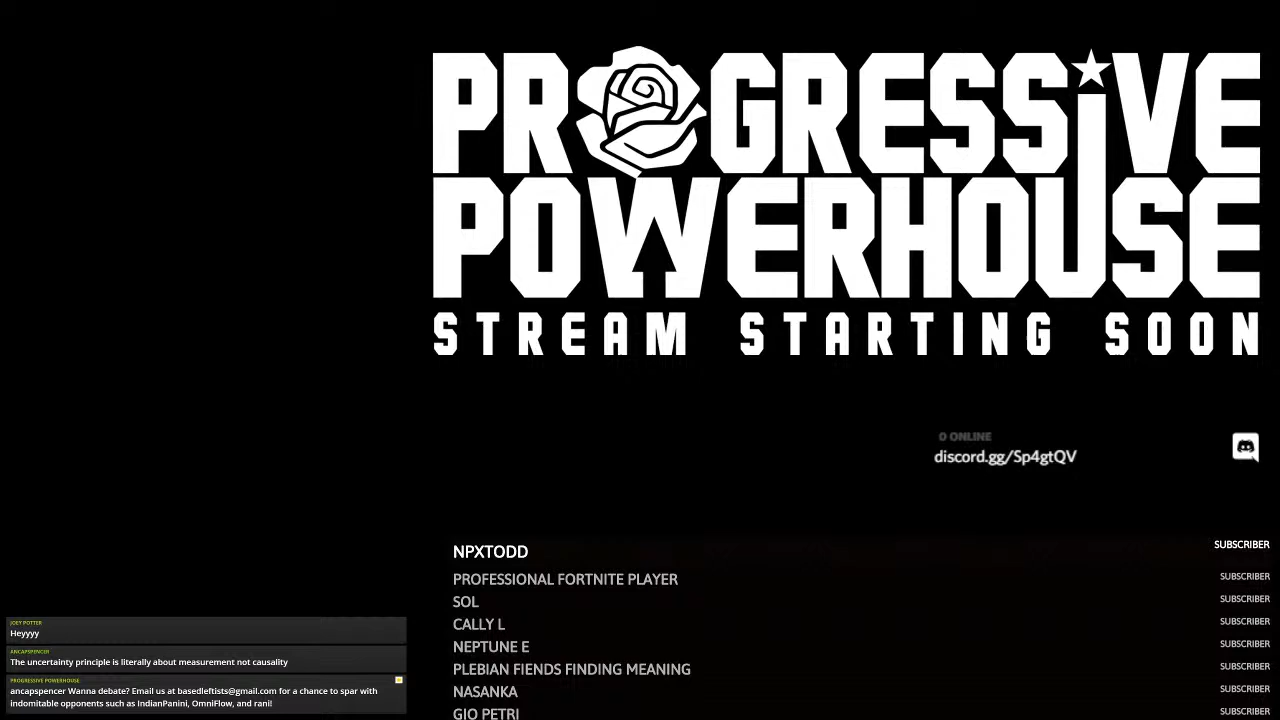 PROGRESSIVE
POWERHOUSE
STREAM STARTING SOON
0 ONLINE
discord.gg/Sp4gtQV
NPXTODD SUBSCRIBER
PROFESSIONAL FORTNITE PLAYER SUBSCRIBER
SOL SUBSCRIBER
CALLY L SUBSCRIBER
NEPTUNE E SUBSCRIBER
PLEBIAN FIENDS FINDING MEANING SUBSCRIBER
NASANKA SUBSCRIBER
GIO PETRI SUBSCRIBER
JOEY POTTER
Heyyyy
ANCAPSPENCER
The uncertainty principle is literally about measurement not causality
PROGRESSIVE POWERHOUSE
ancapspencer Wanna debate? Email us at basedleftists@gmail.com for a chance to spar with
indomitable opponents such as IndianPanini, OmniFlow, and rani!